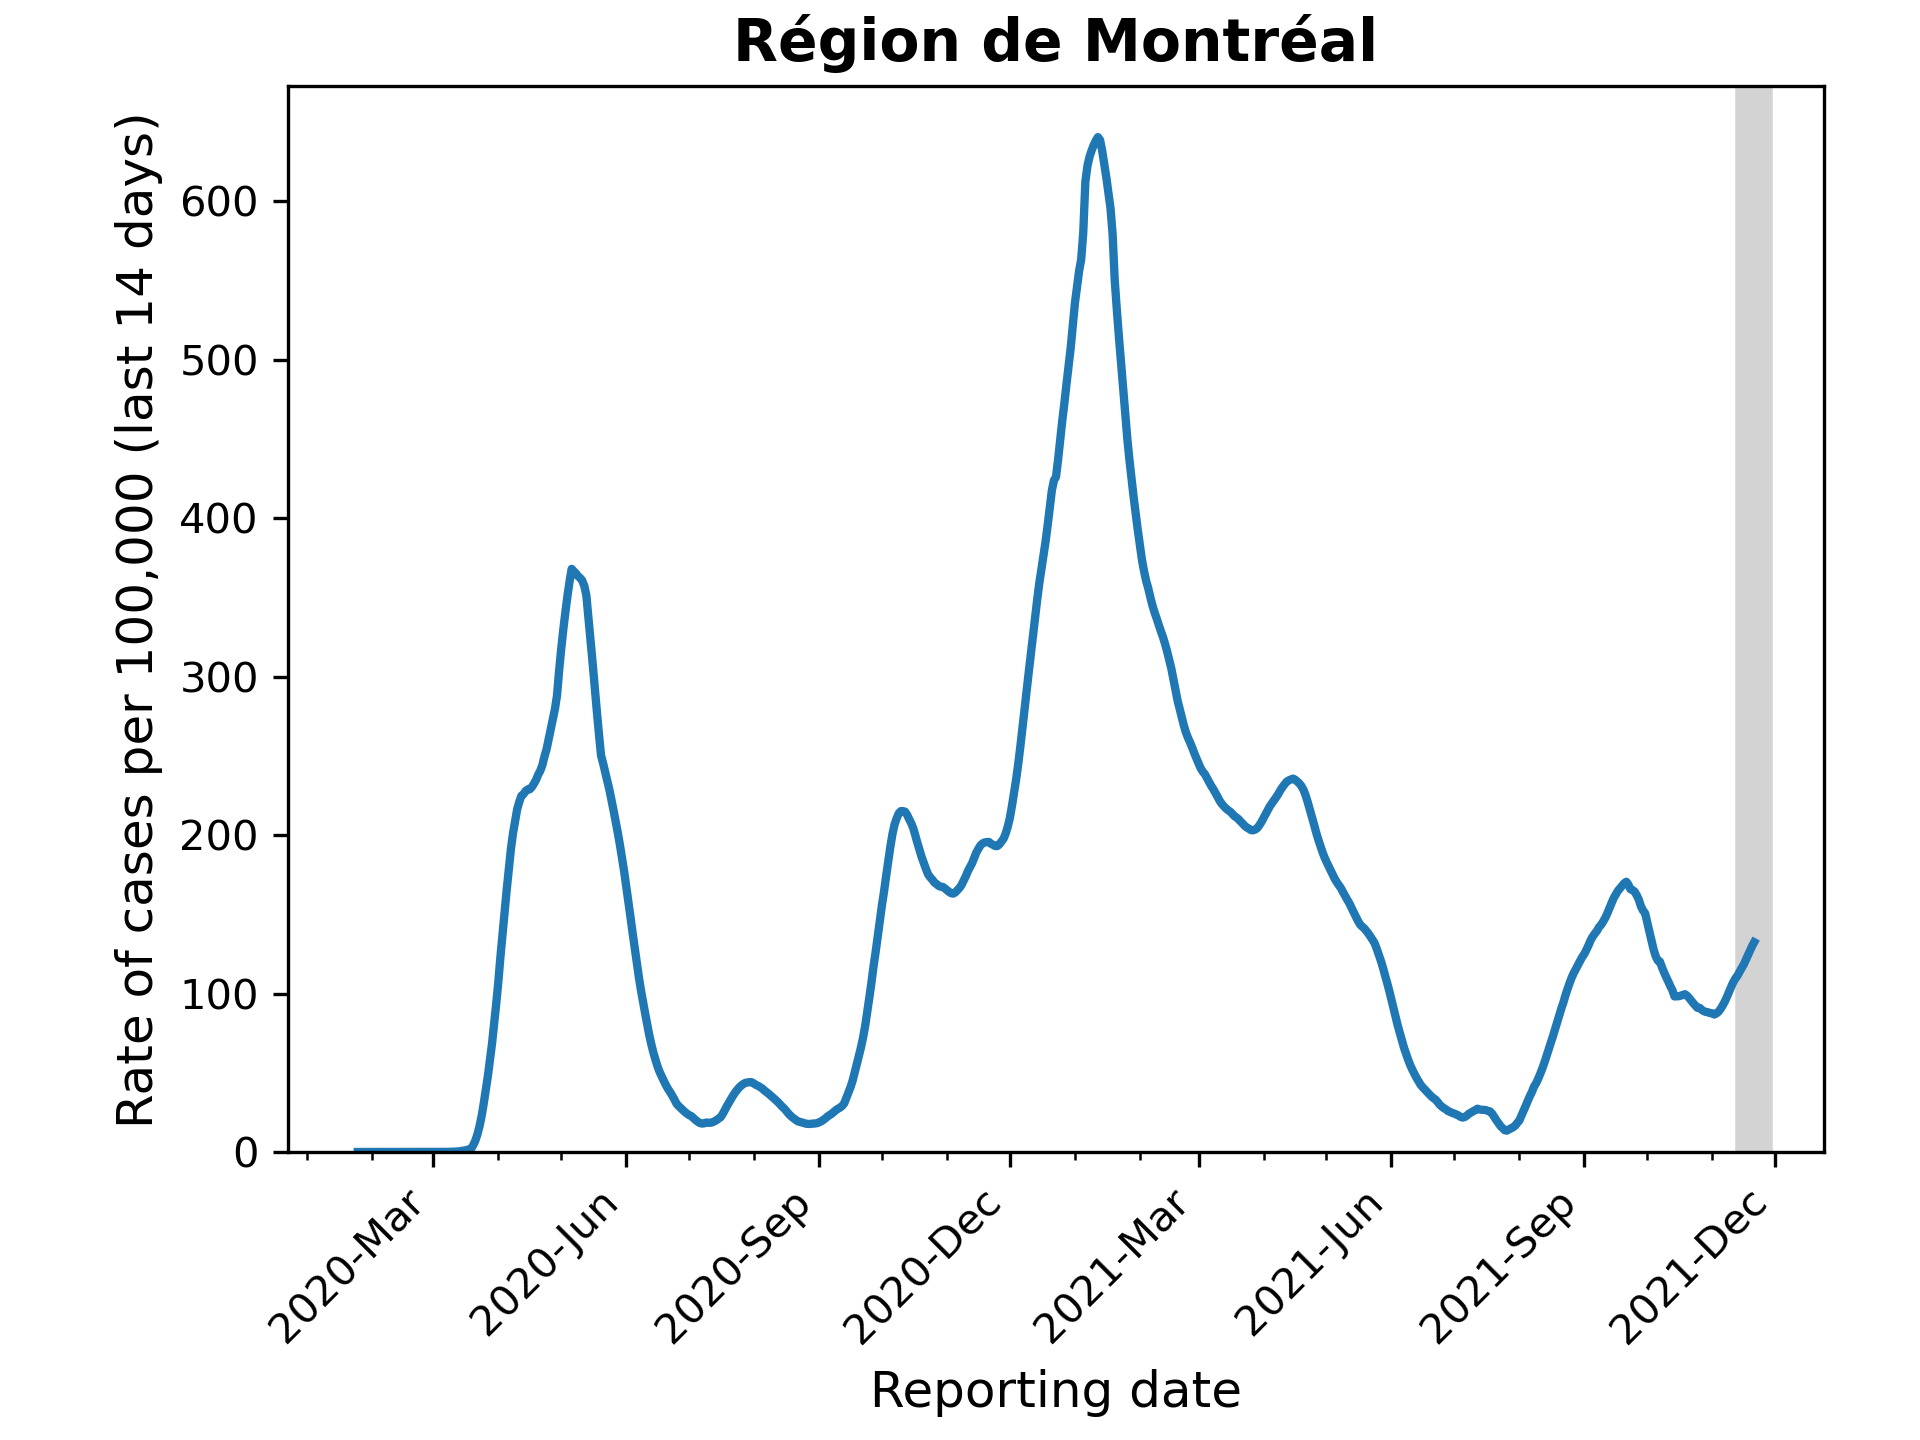 Région de Montréal
Rate of cases per 100,000 (last 14 days)
600
500
400
300
200
100
0
2020-Mar
2020-Jun
2020-Sep
2020-Dec
2021-Mar
2021-Jun
2021-Sep
2021-Dec
Reporting date